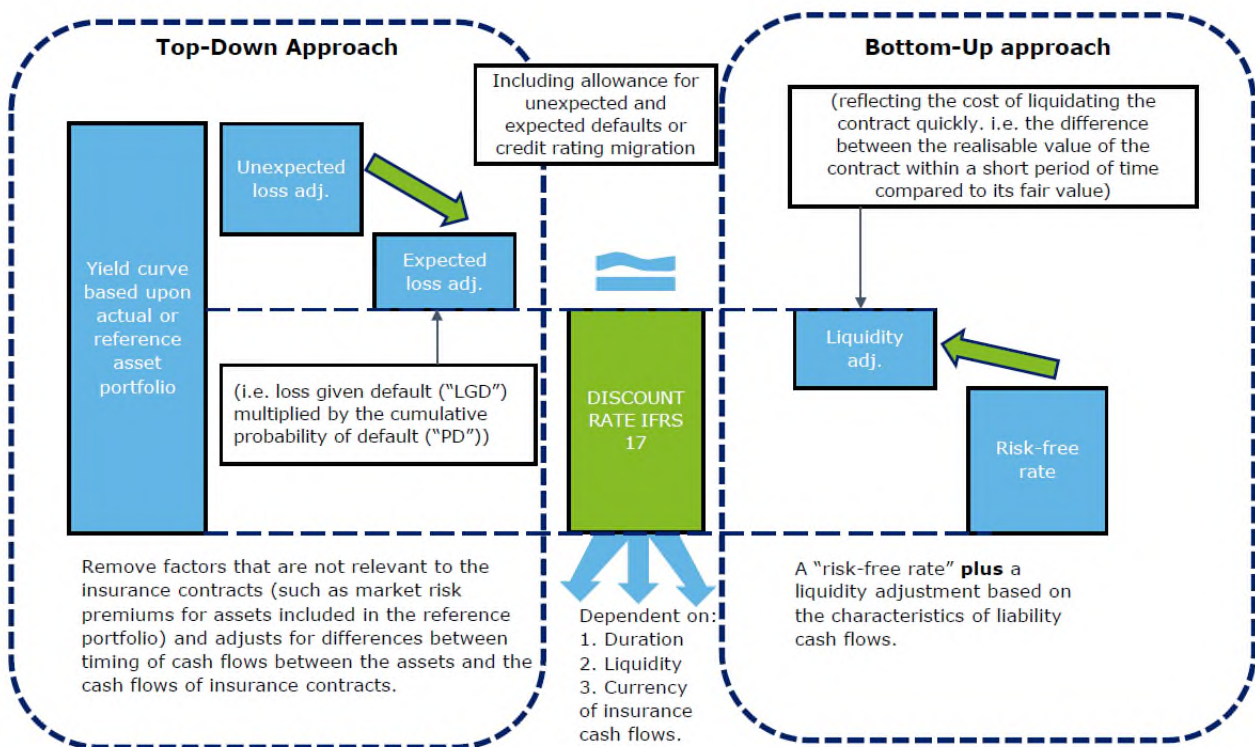 Top-Down Approach
Yield curve
based upon
actual or
reference
asset
portfolio
Unexpected
loss adj.
Expected
loss adj.
(i.e. loss given default (“LGD”)
multiplied by the cumulative
probability of default (“PD”))
Remove factors that are not relevant to the
insurance contracts (such as market risk
premiums for assets included in the reference
portfolio) and adjusts for differences between
timing of cash flows between the assets and the
cash flows of insurance contracts.
Including allowance for
unexpected and
expected defaults or
credit rating migration
DISCOUNT
RATE IFRS
17
Dependent on:
1. Duration
2. Liquidity
3. Currency
of insurance
cash flows.
Bottom-Up approach
(reflecting the cost of liquidating the
contract quickly. i.e. the difference
between the realisable value of the
contract within a short period of time
compared to its fair value)
Liquidity
adj.
Risk-free
rate
A “risk-free rate” plus a
liquidity adjustment based on
the characteristics of liability
cash flows.